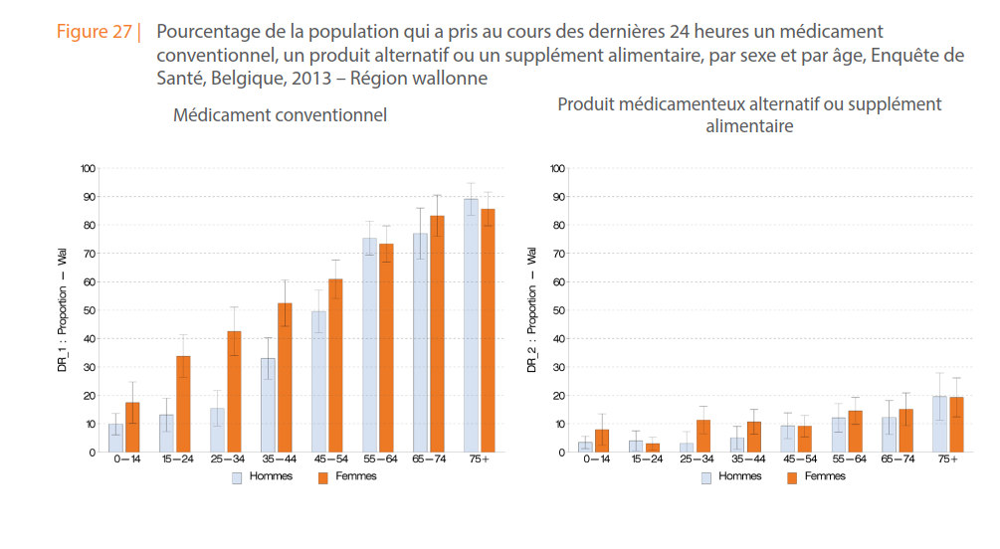 Figure 27 | Pourcentage de la population qui a pris au cours des dernières 24 heures un médicament
conventionnel, un produit alternatif ou un supplément alimentaire, par sexe et par âge, Enquête de
Santé, Belgique, 2013 – Région wallonne
Médicament conventionnel
Produit médicamenteux alternatif ou supplément
alimentaire
DR_1 : Proportion – Wal
100
90
80
70
60
50
40
30
20
10
0
0–14 15–24 25–34 35–44 45–54 55–64 65–74 75+
Hommes Femmes
DR_2 : Proportion – Wal
100
90
80
70
60
50
40
30
20
10
0
0–14 15–24 25–34 35–44 45–54 55–64 65–74 75+
Hommes Femmes